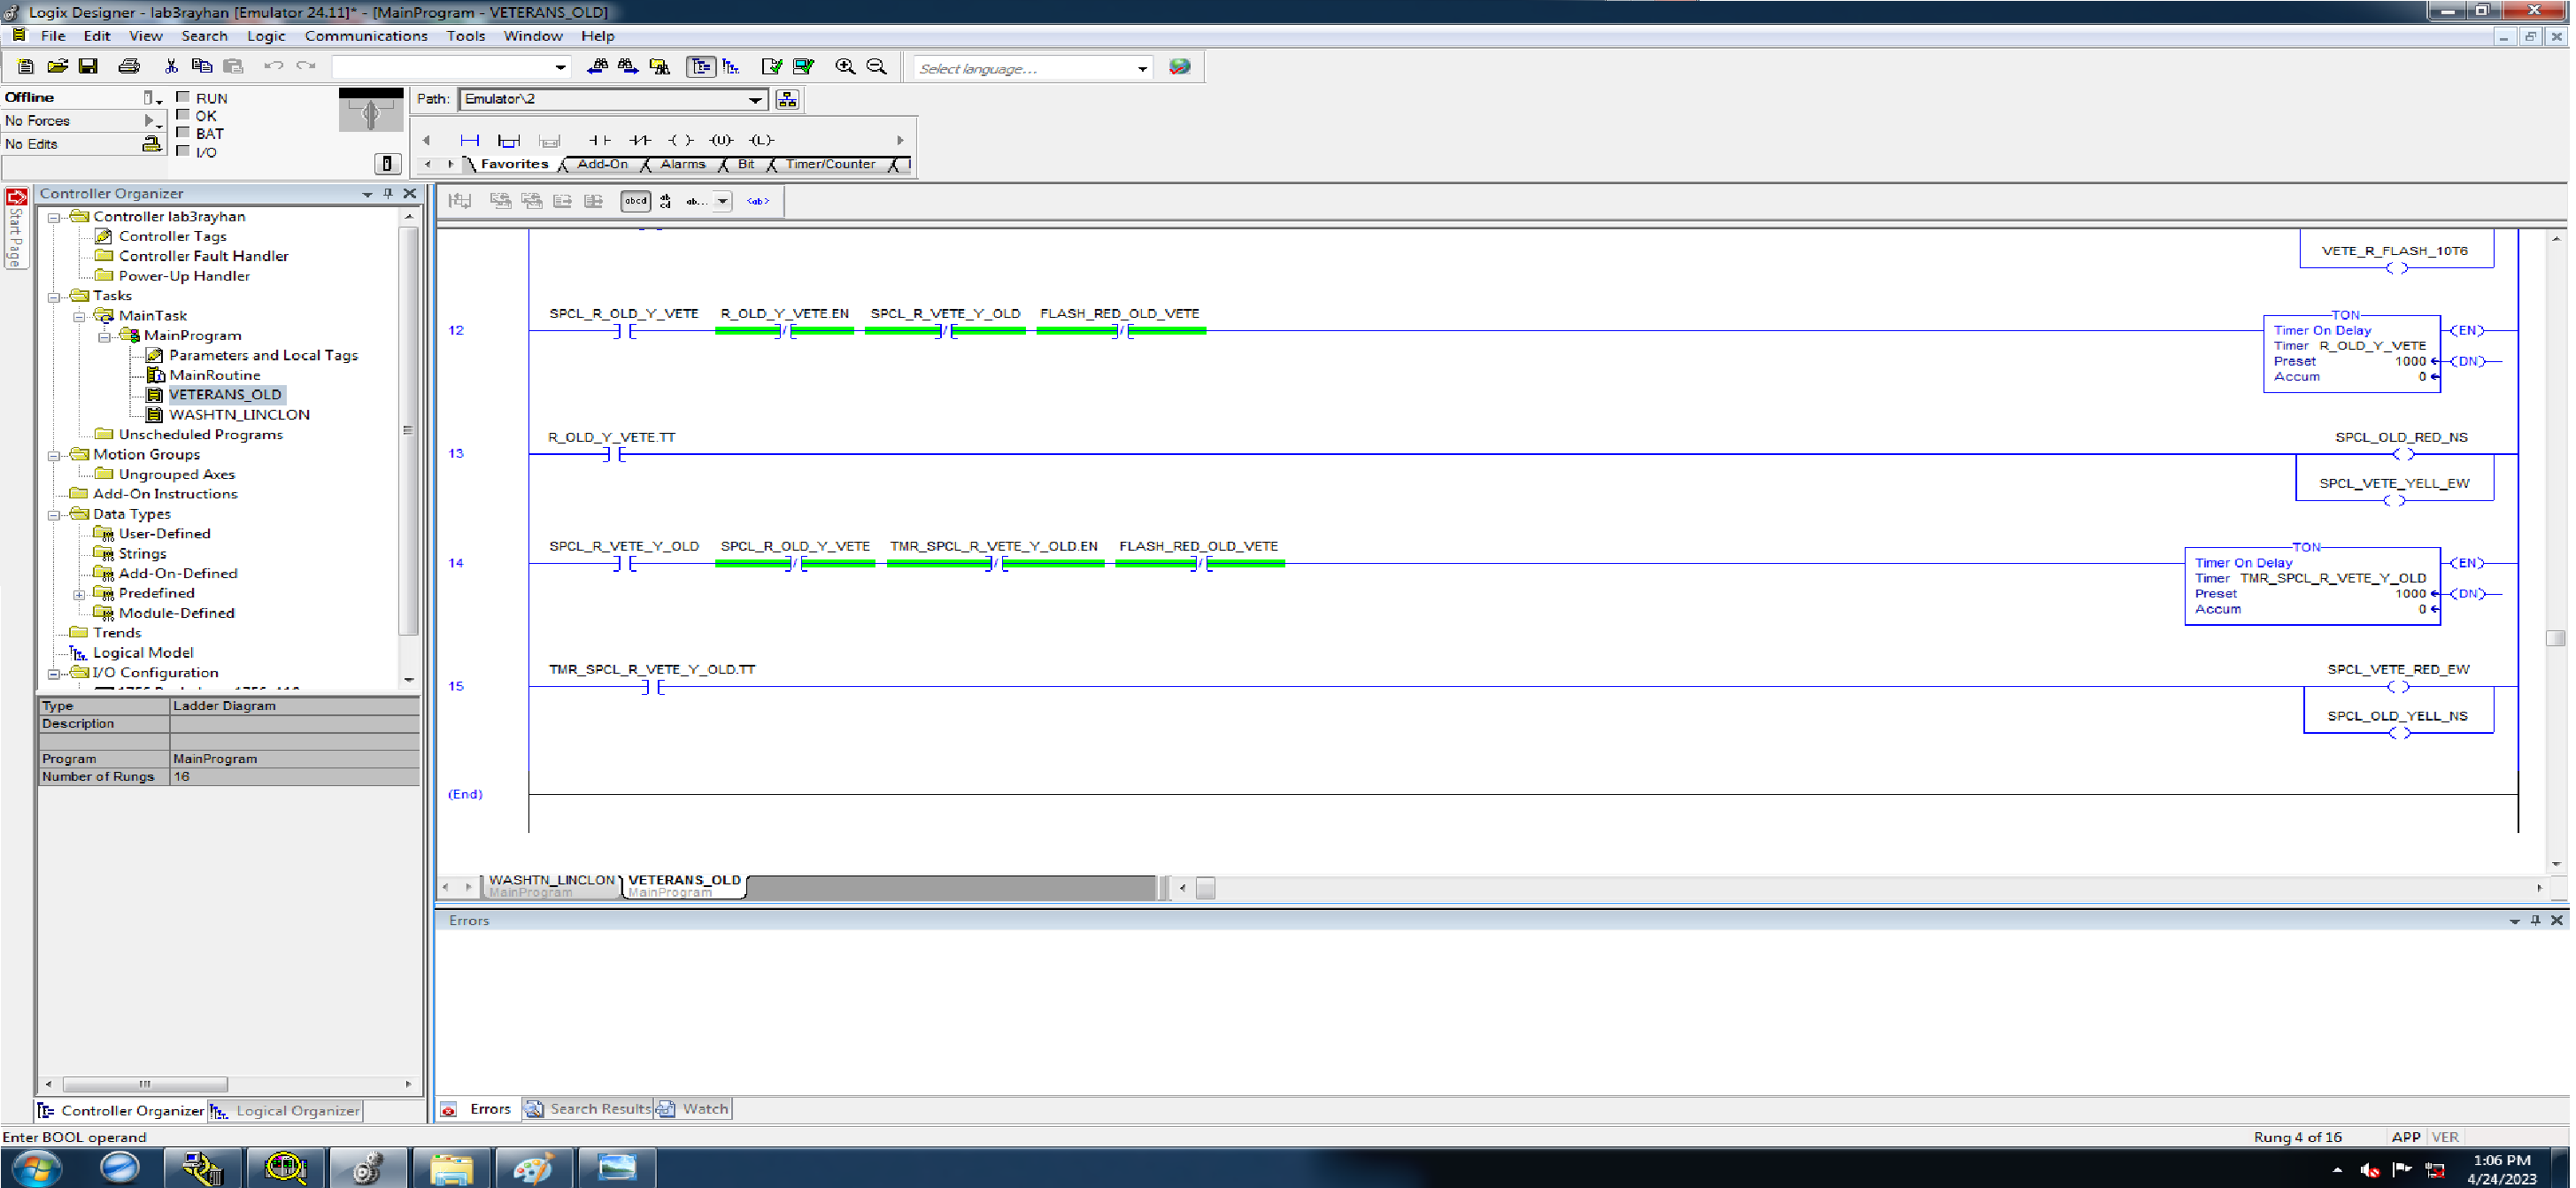 Logix Designer - lab3rayhan [Emulator 24.11]* - [MainProgram - VETERANS_OLD]
File Edit View Search Logic Communications Tools Window Help
Select language...
Offline
RUN
No Forces
OK
No Edits
BAT
I/O
Path: Emulator\2
Favorites Add-On Alarms Bit Timer/Counter
Start Page
Controller Organizer
Controller lab3rayhan
Controller Tags
Controller Fault Handler
Power-Up Handler
Tasks
MainTask
MainProgram
Parameters and Local Tags
MainRoutine
VETERANS_OLD
WASHTN_LINCLON
Unscheduled Programs
Motion Groups
Ungrouped Axes
Add-On Instructions
Data Types
User-Defined
Strings
Add-On-Defined
Predefined
Module-Defined
Trends
Logical Model
I/O Configuration
Type Ladder Diagram
Description
Program MainProgram
Number of Rungs 16
Controller Organizer Logical Organizer
abcd ab cd ab... <ab>
VETE_R_FLASH_10T6
12
SPCL_R_OLD_Y_VETE R_OLD_Y_VETE.EN SPCL_R_VETE_Y_OLD FLASH_RED_OLD_VETE
TON
Timer On Delay EN
Timer R_OLD_Y_VETE
Preset 1000 DN
Accum 0
13
R_OLD_Y_VETE.TT
SPCL_OLD_RED_NS
SPCL_VETE_YELL_EW
14
SPCL_R_VETE_Y_OLD SPCL_R_OLD_Y_VETE TMR_SPCL_R_VETE_Y_OLD.EN FLASH_RED_OLD_VETE
TON
Timer On Delay EN
Timer TMR_SPCL_R_VETE_Y_OLD
Preset 1000 DN
Accum 0
15
TMR_SPCL_R_VETE_Y_OLD.TT
SPCL_VETE_RED_EW
SPCL_OLD_YELL_NS
(End)
WASHTN_LINCLON VETERANS_OLD
MainProgram MainProgram
Errors
Errors Search Results Watch
Enter BOOL operand
Rung 4 of 16 APP VER
1:06 PM
4/24/2023